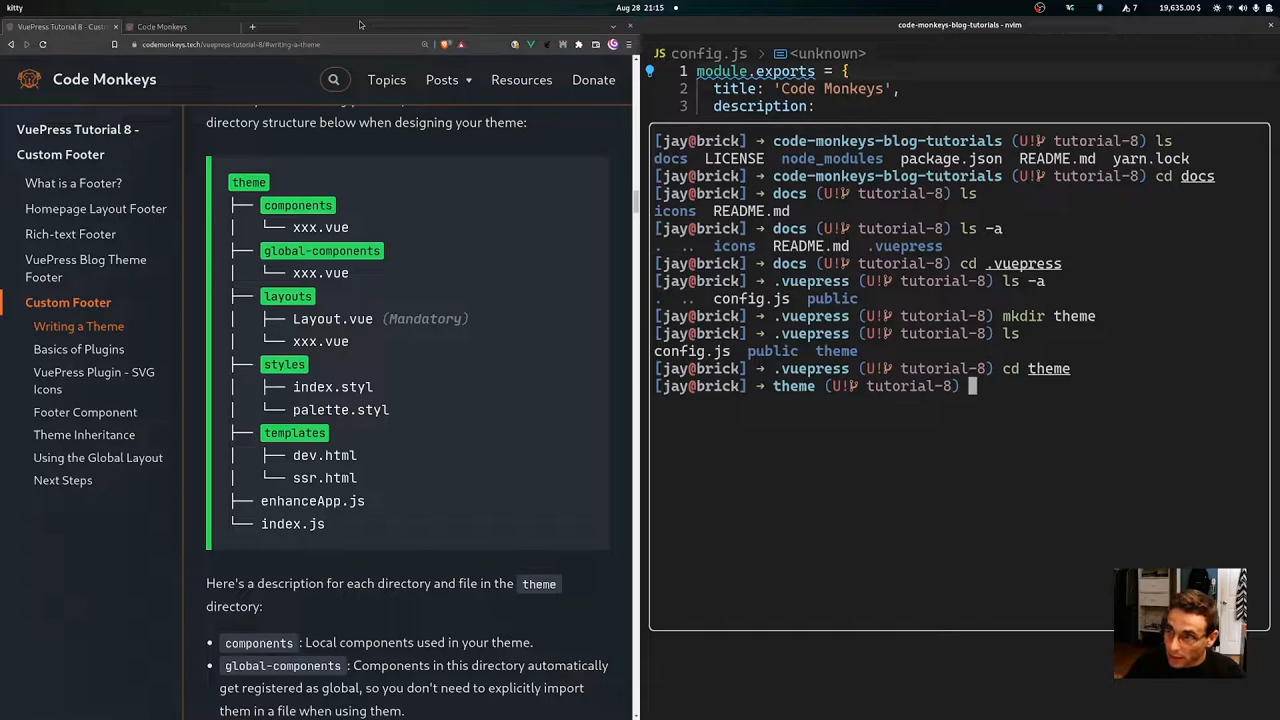 kitty
Aug 28 21:15
7
19,635.00
VuePress Tutorial 8 - Custo
Code Monkeys
codemonkeys.tech/vuepress-tutorial-8/#writing-a-theme
Code Monkeys
Topics
Posts
Resources
Donate
VuePress Tutorial 8 -
Custom Footer
What is a Footer?
Homepage Layout Footer
Rich-text Footer
VuePress Blog Theme
Footer
Custom Footer
Writing a Theme
Basics of Plugins
VuePress Plugin - SVG
Icons
Footer Component
Theme Inheritance
Using the Global Layout
Next Steps
directory structure below when designing your theme:
theme
├── components
│   └── xxx.vue
├── global-components
│   └── xxx.vue
├── layouts
│   ├── Layout.vue (Mandatory)
│   └── xxx.vue
├── styles
│   ├── index.styl
│   └── palette.styl
├── templates
│   ├── dev.html
│   └── ssr.html
├── enhanceApp.js
└── index.js
Here's a description for each directory and file in the theme
directory:
• components : Local components used in your theme.
• global-components : Components in this directory automatically
get registered as global, so you don't need to explicitly import
them in a file when using them.
code-monkeys-blog-tutorials - nvim
JS config.js > <unknown>
1 module.exports = {
2 title: 'Code Monkeys',
3 description:
[jay@brick] → code-monkeys-blog-tutorials (U! tutorial-8) ls
docs LICENSE node_modules package.json README.md yarn.lock
[jay@brick] → code-monkeys-blog-tutorials (U! tutorial-8) cd docs
[jay@brick] → docs (U! tutorial-8) ls
icons README.md
[jay@brick] → docs (U! tutorial-8) ls -a
. .. icons README.md .vuepress
[jay@brick] → docs (U! tutorial-8) cd .vuepress
[jay@brick] → .vuepress (U! tutorial-8) ls -a
. .. config.js public
[jay@brick] → .vuepress (U! tutorial-8) mkdir theme
[jay@brick] → .vuepress (U! tutorial-8) ls
config.js public theme
[jay@brick] → .vuepress (U! tutorial-8) cd theme
[jay@brick] → theme (U! tutorial-8)